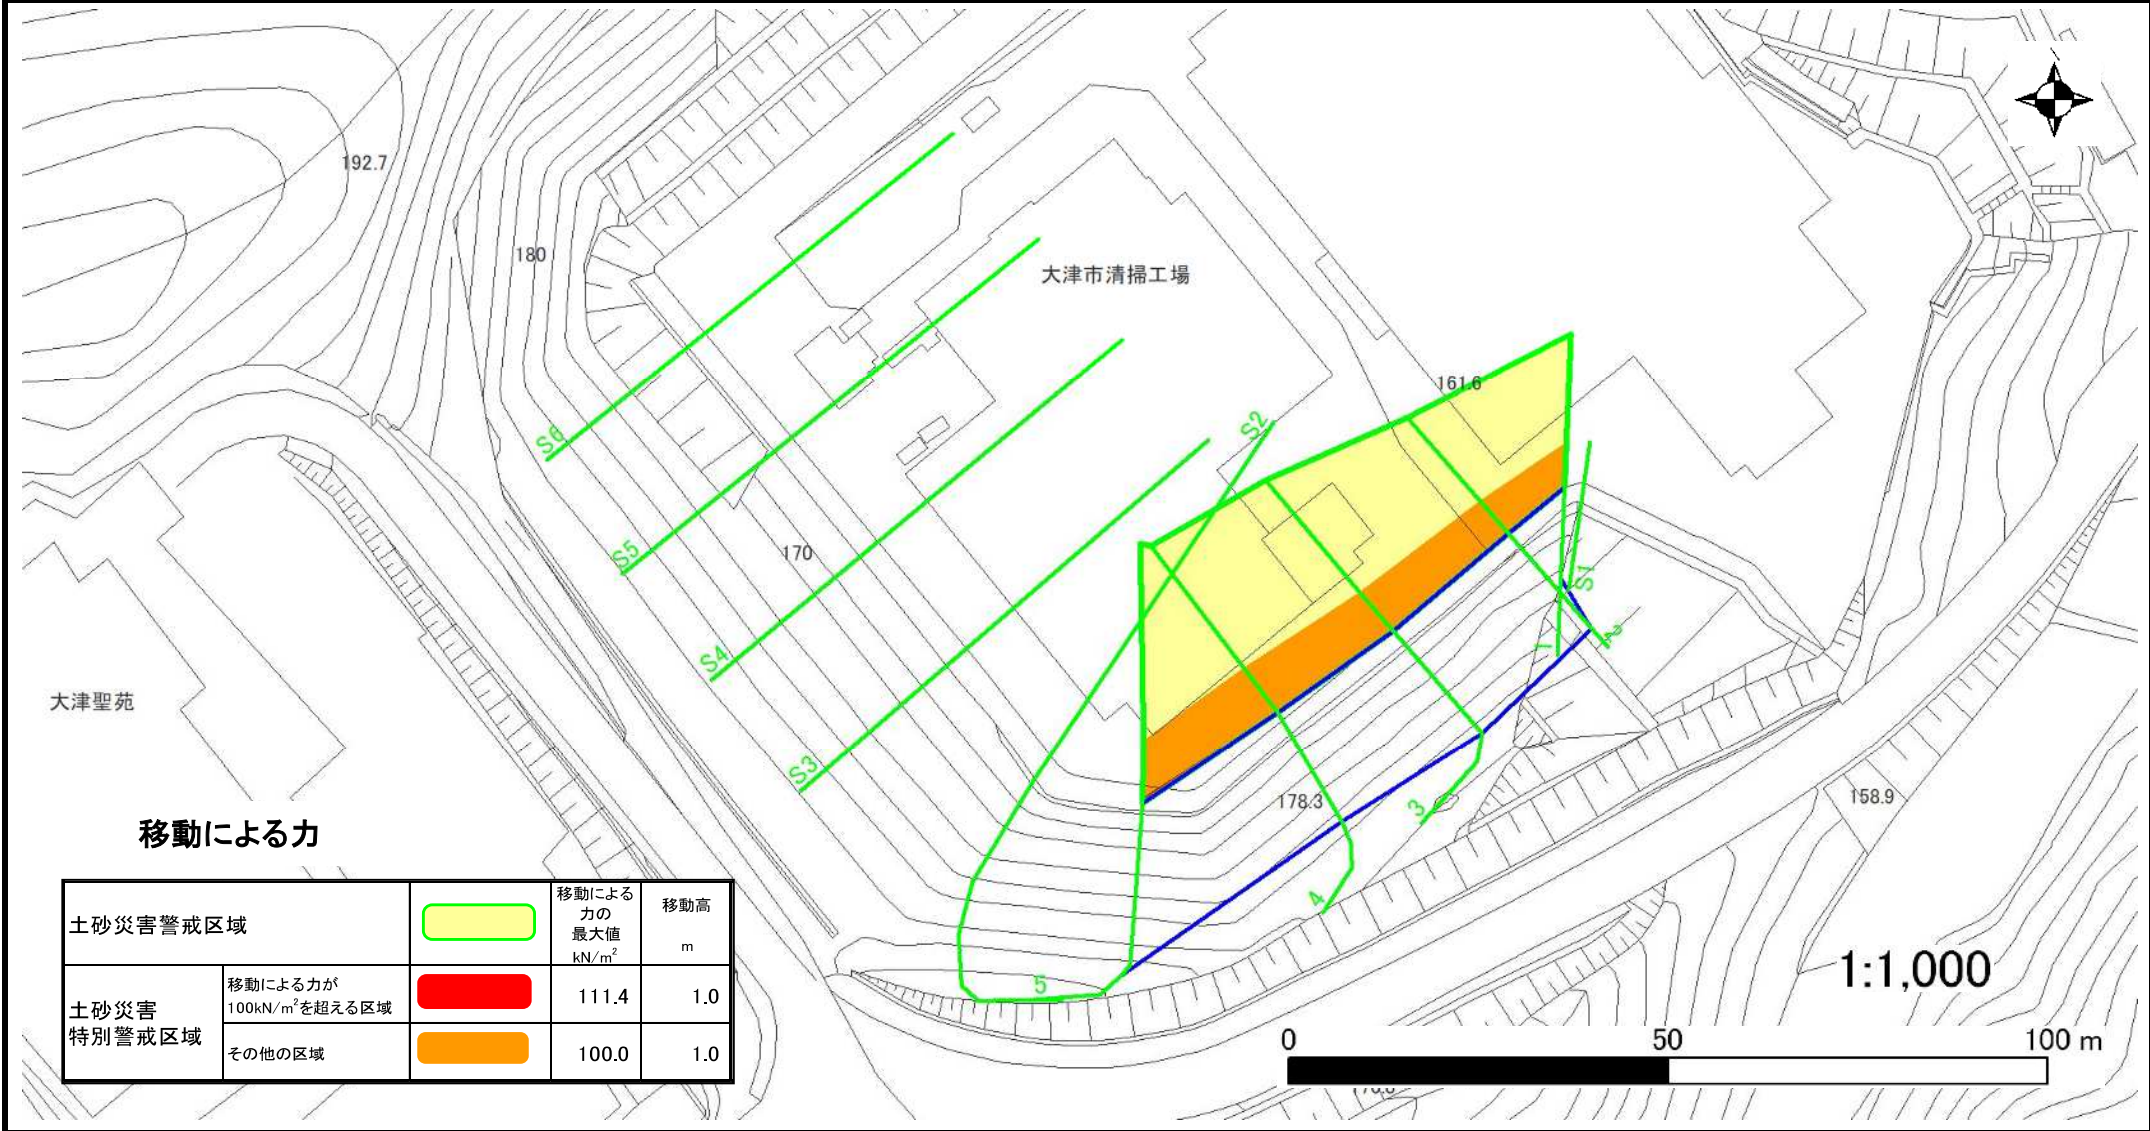 192.7
180
大津市清掃工場
161.6
S6
S2
S5
170
S1
S4
1
2
大津聖苑
S3
178.3
3
158.9
4
5
移動による力
土砂災害警戒区域
移動による
力の
最大値
kN/m²
移動高
m
土砂災害
特別警戒区域
移動による力が
100kN/m²を超える区域
111.4
1.0
その他の区域
100.0
1.0
1:1,000
0
50
100 m